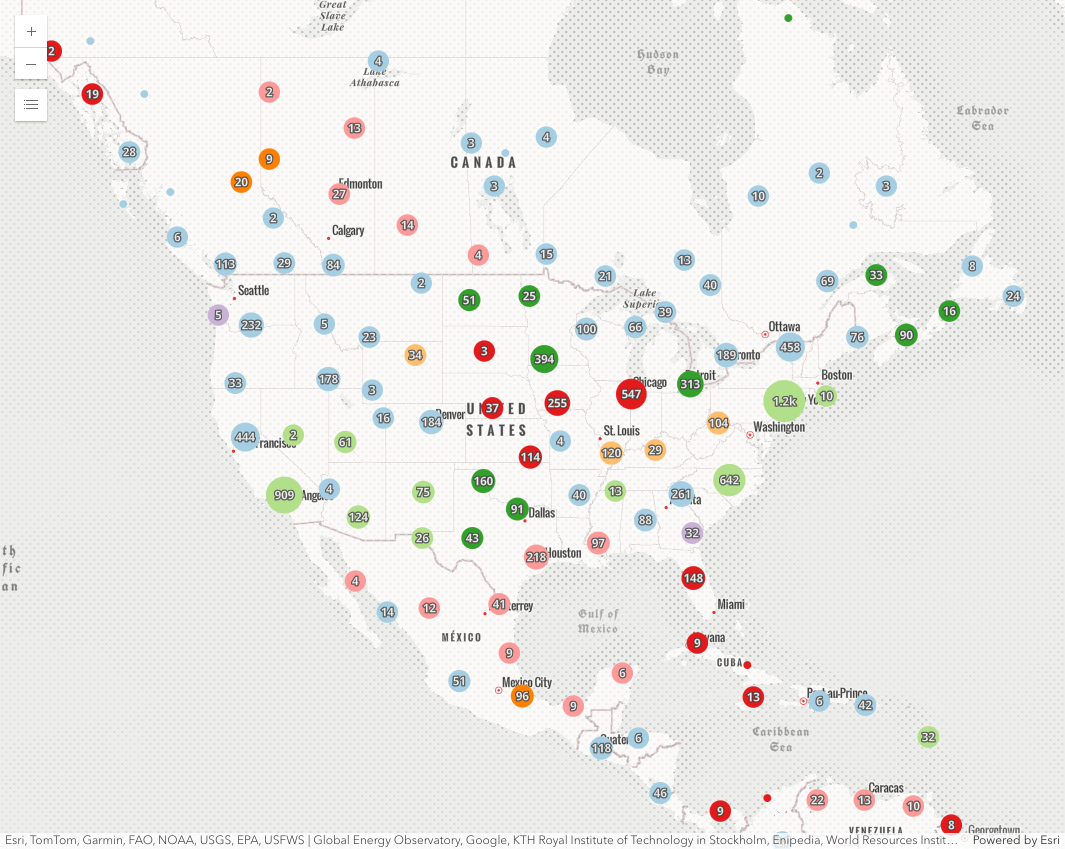 Great
Slave
Lake
+
2
−
4
Lake
Athabasca
Hudson
Bay
19
2
Labrador
Sea
13
3
4
28
CANADA
9
20
Edmonton
27
3
2
10
3
2
14
Calgary
6
113
29
84
4
15
13
8
21
69
33
2
40
24
Seattle
51
25
Lake
39
16
5
232
5
23
100
66
Ottawa
76
90
34
3
394
189
458
33
178
3
313
Boston
547
Chicago
1.2k
10
16
184
37
255
UNITED
STATES
104
Washington
444
2
61
4
St. Louis
120
29
114
160
642
909
4
75
40
13
261
124
91
Dallas
88
26
43
32
218
Houston
97
4
148
14
12
41
Miami
Gulf of
Mexico
MÉXICO
9
9
CUBA
51
Mexico City
96
6
13
6
42
9
Caribbean
Sea
32
118
6
46
Caracas
22
13
10
9
8
Georgetown
VENEZUELA
Esri, TomTom, Garmin, FAO, NOAA, USGS, EPA, USFWS | Global Energy Observatory, Google, KTH Royal Institute of Technology in Stockholm, Enipedia, World Resources Instit… Powered by Esri